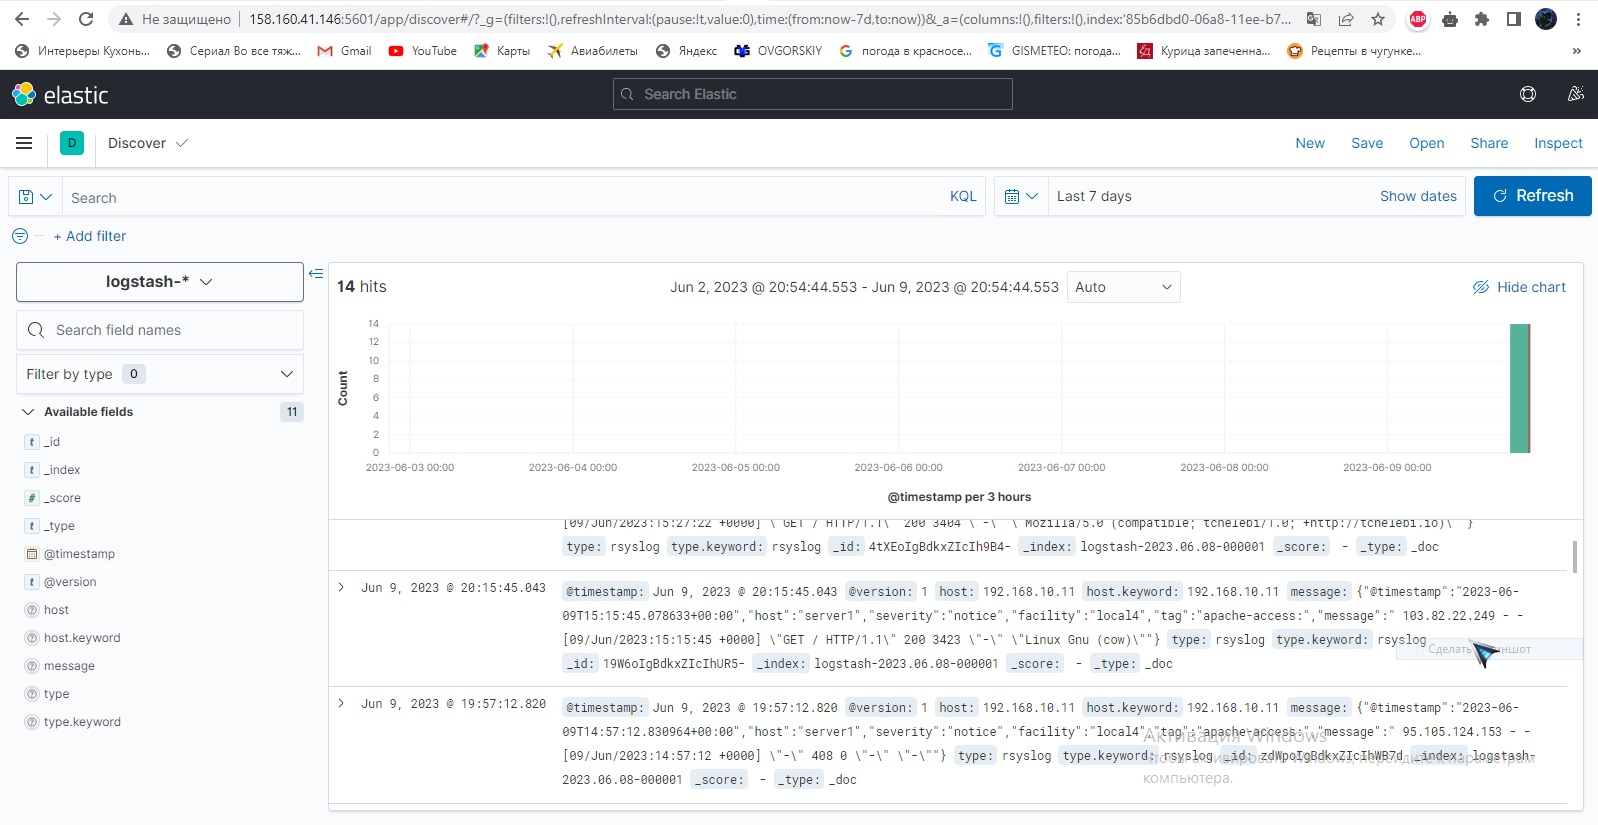 Не защищено | 158.160.41.146:5601/app/discover#/?_g=(filters:!(),refreshInterval:(pause:!t,value:0),time:(from:now-7d,to:now))&_a=(columns:!(),filters:!(),index:'85b6dbd0-06a8-11ee-b7...
ABP
Интерьеры Кухонь... Сериал Во все тяж... Gmail YouTube Карты Авиабилеты Яндекс OVGORSKIY погода в красносе... GISMETEO: погода... Курица запеченна... Рецепты в чугунке... »
elastic Search Elastic
D Discover New Save Open Share Inspect
Search KQL Last 7 days Show dates Refresh
+ Add filter
logstash-*
14 hits Jun 2, 2023 @ 20:54:44.553 - Jun 9, 2023 @ 20:54:44.553 Auto Hide chart
Search field names
Filter by type 0
Available fields 11
t _id
t _index
# _score
t _type
@timestamp
t @version
host
host.keyword
message
type
type.keyword
Count
14
12
10
8
6
4
2
0
2023-06-03 00:00 2023-06-04 00:00 2023-06-05 00:00 2023-06-06 00:00 2023-06-07 00:00 2023-06-08 00:00 2023-06-09 00:00
@timestamp per 3 hours
[09/Jun/2023:15:27:22 +0000] \"GET / HTTP/1.1\" 200 3404 \"-\" \"Mozilla/5.0 (compatible; tchelebi/1.0; +http://tchelebi.io)\""}
type: rsyslog type.keyword: rsyslog _id: 4tXEoIgBdkxZIcIh9B4- _index: logstash-2023.06.08-000001 _score: - _type: _doc
Jun 9, 2023 @ 20:15:45.043 @timestamp: Jun 9, 2023 @ 20:15:45.043 @version: 1 host: 192.168.10.11 host.keyword: 192.168.10.11 message: {"@timestamp":"2023-06-
09T15:15:45.078633+00:00","host":"server1","severity":"notice","facility":"local4","tag":"apache-access:","message":" 103.82.22.249 - -
[09/Jun/2023:15:15:45 +0000] \"GET / HTTP/1.1\" 200 3423 \"-\" \"Linux Gnu (cow)\""} type: rsyslog type.keyword: rsyslog
Сделать
_id: 19W6oIgBdkxZIcIhUR5- _index: logstash-2023.06.08-000001 _score: - _type: _doc
Jun 9, 2023 @ 19:57:12.820 @timestamp: Jun 9, 2023 @ 19:57:12.820 @version: 1 host: 192.168.10.11 host.keyword: 192.168.10.11 message: {"@timestamp":"2023-06-
09T14:57:12.830964+00:00","host":"server1","severity":"notice","facility":"local4","tag":"apache-access:","message":" 95.105.124.153 - -
Активация Windows
[09/Jun/2023:14:57:12 +0000] \"-\" 408 0 \"-\" \"-\""} type: rsyslog type.keyword: rsyslog _id: zdWpoIgBdkxZIcIhWB7d _index: logstash-
Чтобы активировать Windows, перейдите к параметрам
2023.06.08-000001 _score: - _type: _doc
компьютера.